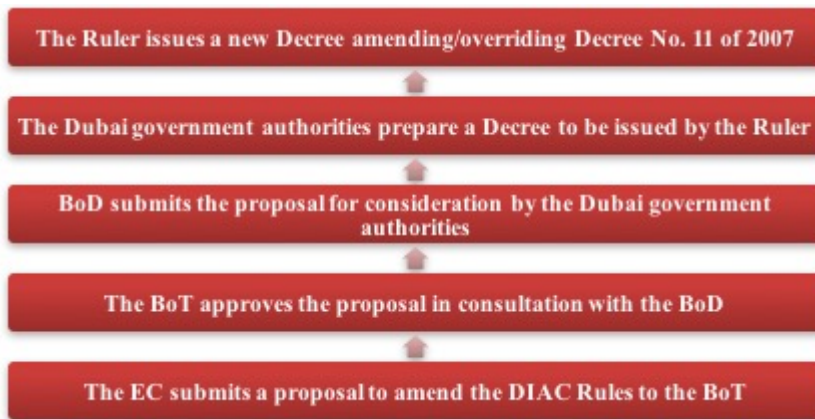 The Ruler issues a new Decree amending/overriding Decree No. 11 of 2007
The Dubai government authorities prepare a Decree to be issued by the Ruler
BoD submits the proposal for consideration by the Dubai government
authorities
The BoT approves the proposal in consultation with the BoD
The EC submits a proposal to amend the DIAC Rules to the BoT